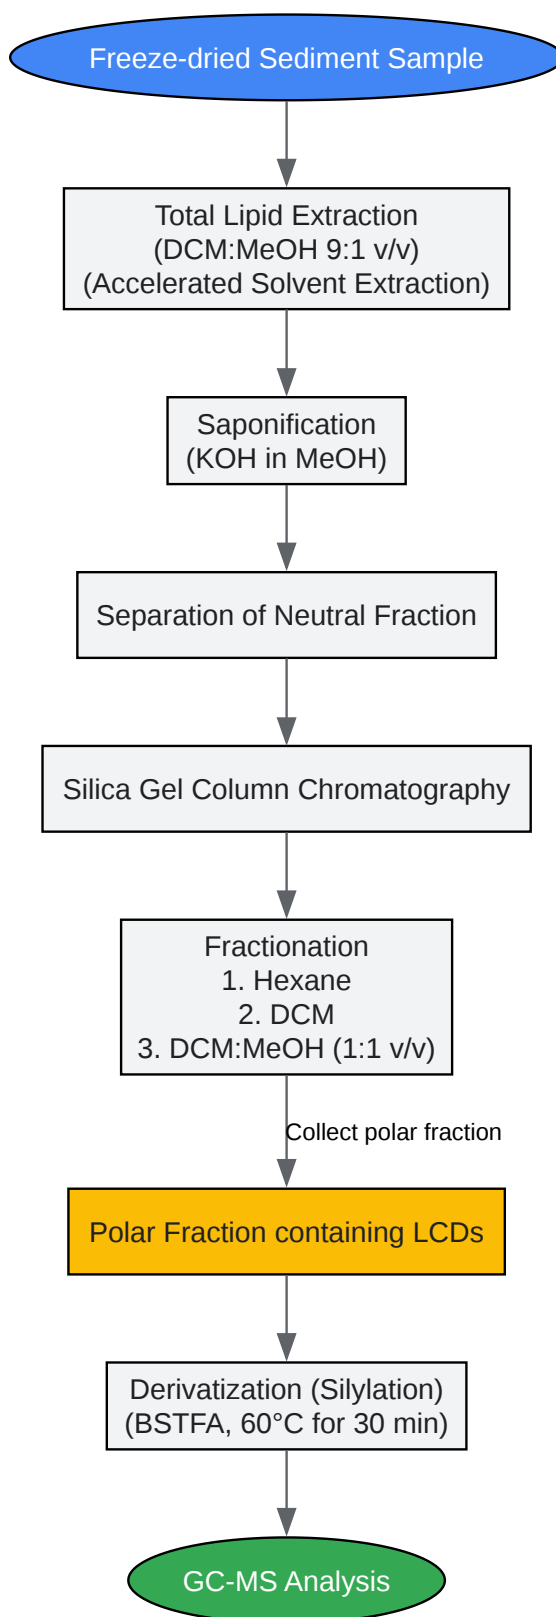 Freeze-dried Sediment Sample
Total Lipid Extraction
(DCM:MeOH 9:1 v/v)
(Accelerated Solvent Extraction)
Saponification
(KOH in MeOH)
Separation of Neutral Fraction
Silica Gel Column Chromatography
Fractionation
1. Hexane
2. DCM
3. DCM:MeOH (1:1 v/v)
Collect polar fraction
Polar Fraction containing LCDs
Derivatization (Silylation)
(BSTFA, 60°C for 30 min)
GC-MS Analysis